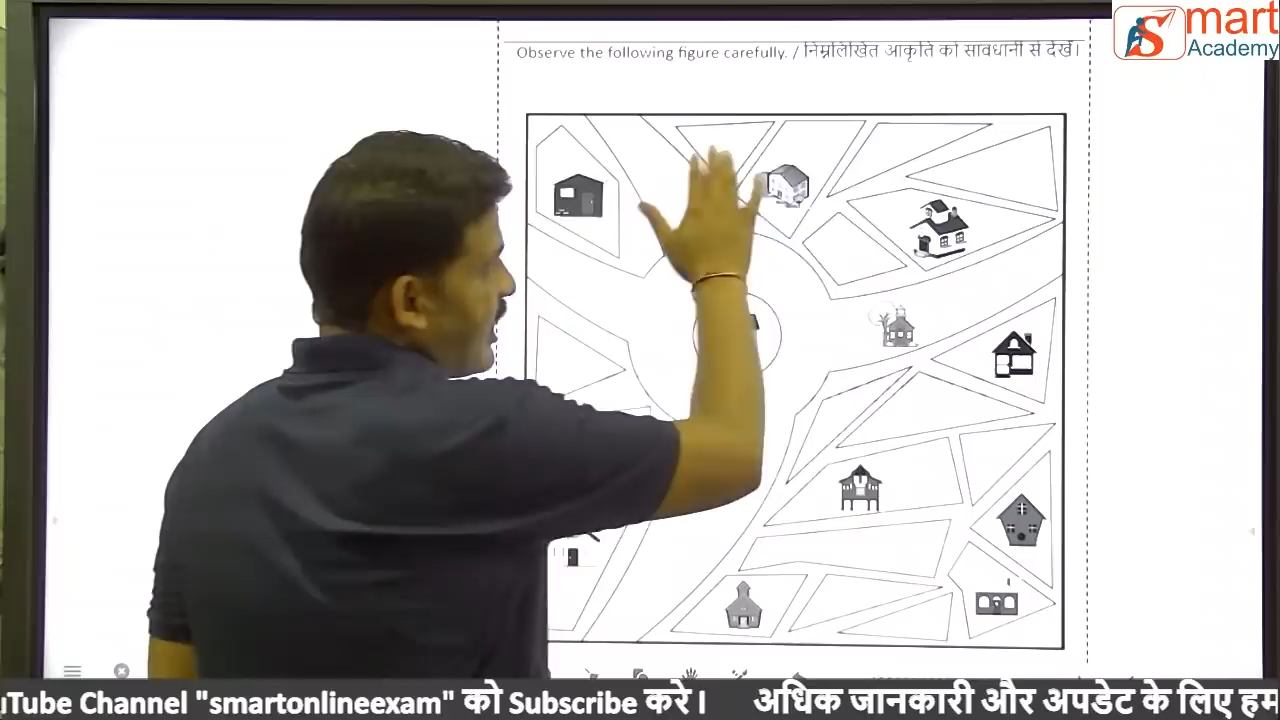 Smart
Academy
Observe the following figure carefully. / निम्नलिखित आकृति को सावधानी से देखें।
uTube Channel "smartonlineexam" को Subscribe करें। अधिक जानकारी और अपडेट के लिए हम